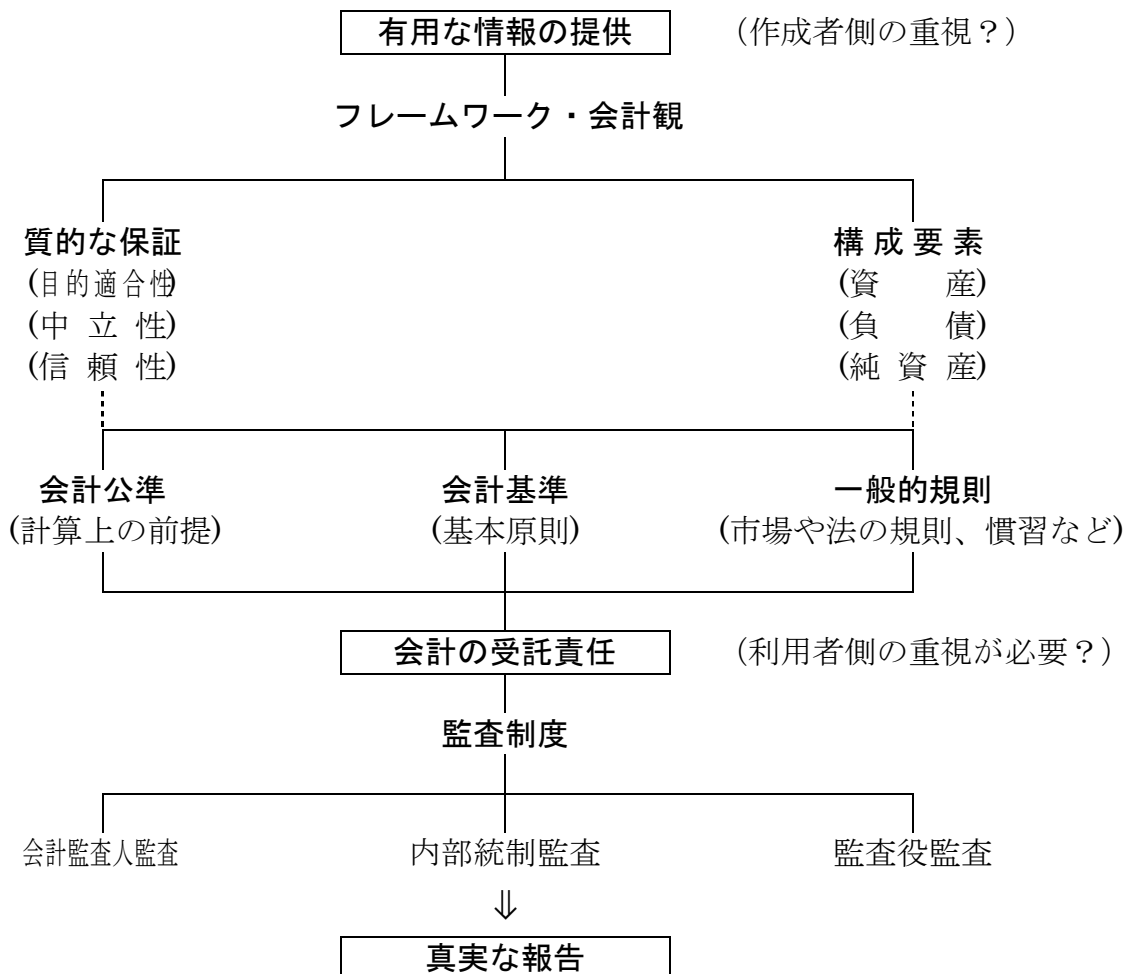 有用な情報の提供 （作成者側の重視？）
フレームワーク・会計観
質的な保証
(目的適合性)
(中 立 性)
(信 頼 性)
構 成 要 素
(資　　産)
(負　　債)
(純 資 産)
会計公準
(計算上の前提)
会計基準
(基本原則)
一般的規則
(市場や法の規則、慣習など)
会計の受託責任 （利用者側の重視が必要？）
監査制度
会計監査人監査 内部統制監査 監査役監査
⇓
真実な報告